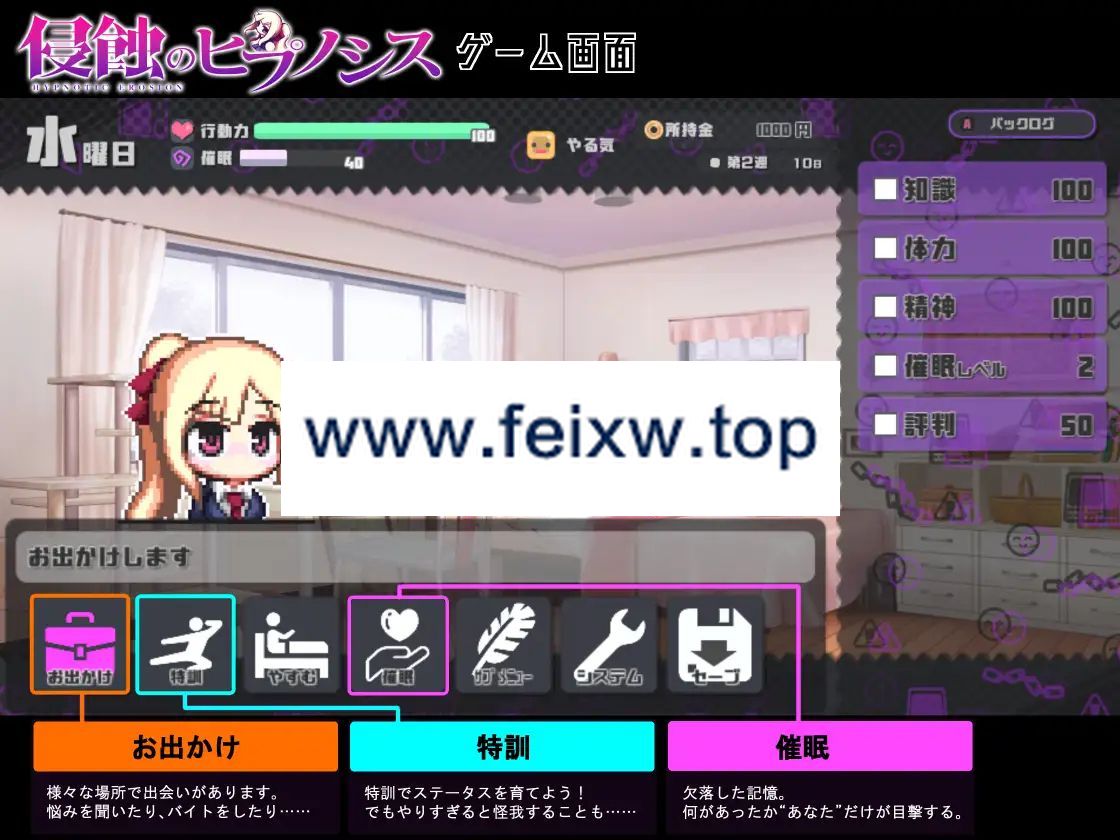 侵蝕のヒプノシス
HYPNOTIC EROSION
ゲーム画面
水曜日
行動力 100
催眠 40
やる気
所持金 1000円
第2週 10日
A バックログ
知識 100
体力 100
精神 100
催眠レベル 2
評判 50
www.feixw.top
お出かけします
お出かけ
特訓
やすむ
催眠
サブメニュー
システム
セーブ
お出かけ
様々な場所で出会いがあります。
悩みを聞いたり、バイトをしたり……
特訓
特訓でステータスを育てよう！
でもやりすぎると怪我することも……
催眠
欠落した記憶。
何があったか“あなた”だけが目撃する。